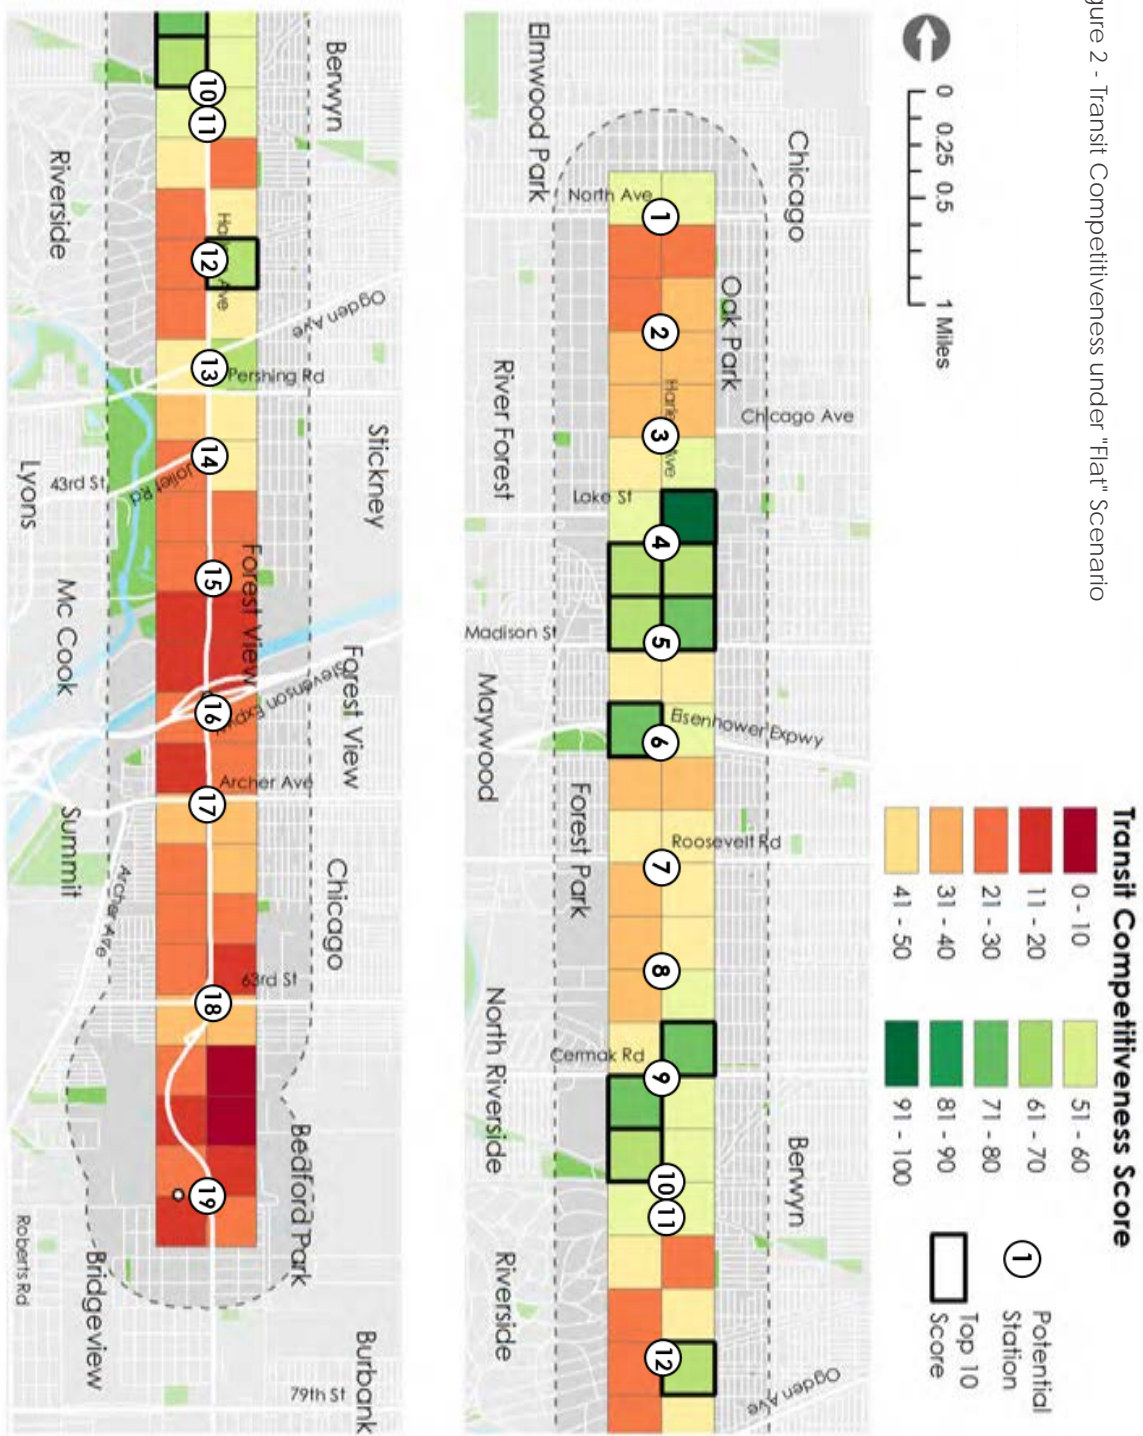 gure 2 - Transit Competitiveness under "Flat" Scenario
0 0.25 0.5 1 Miles
Transit Competitiveness Score
0 - 10
11 - 20
21 - 30
31 - 40
41 - 50
51 - 60
61 - 70
71 - 80
81 - 90
91 - 100
1
Potential
Station
Top 10
Score
Chicago
Elmwood Park
North Ave
1
Oak Park
2
River Forest
Chicago Ave
3
Lake St
4
Madison St
5
Maywood
Eisenhower Expwy
6
Forest Park
Roosevelt Rd
7
8
North Riverside
Cermak Rd
9
Berwyn
10
11
Riverside
12
Ogden Ave
Berwyn
10
11
Riverside
12
Ogden Ave
13
Pershing Rd
Stickney
14
43rd St
Joliet Rd
Lyons
15
Forest View
Mc Cook
Forest View
Stevenson Expwy
16
Archer Ave
17
Summit
Archer Ave
Chicago
63rd St
18
Bedford Park
19
Roberts Rd
Bridgeview
79th St
Burbank